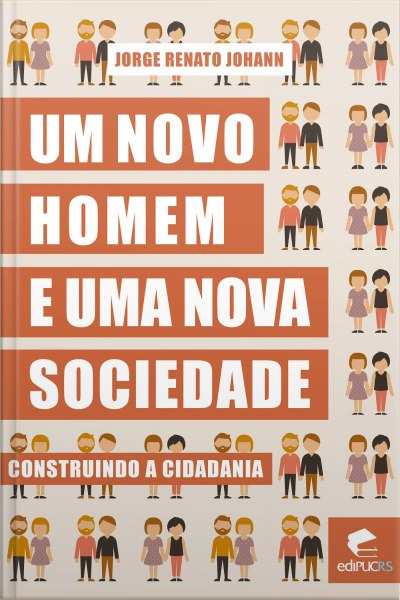 JORGE RENATO JOHANN
UM NOVO
HOMEM
E UMA NOVA
SOCIEDADE
CONSTRUINDO A CIDADANIA
ediPUCRS